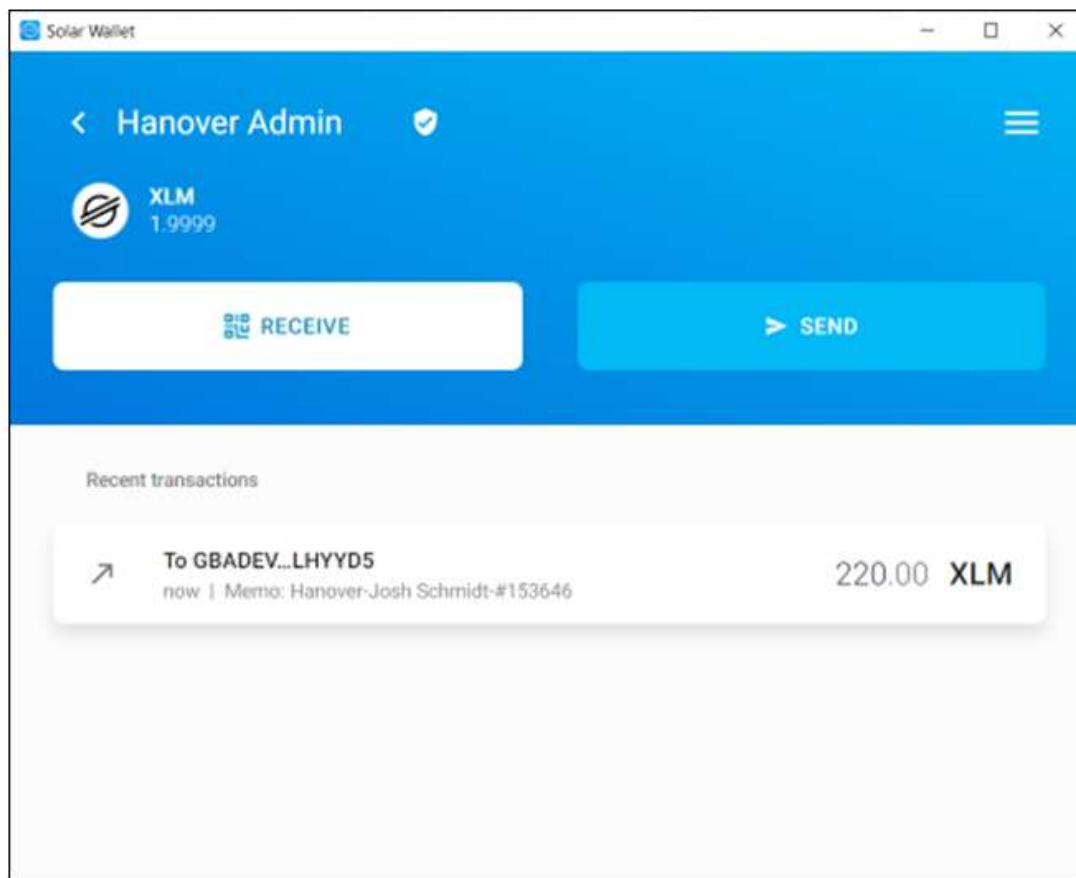 Solar Wallet
Hanover Admin
XLM
1.9999
RECEIVE
SEND
Recent transactions
To GBADEV...LHYYD5
220.00 XLM
now | Memo: Hanover-Josh Schmidt-#153646